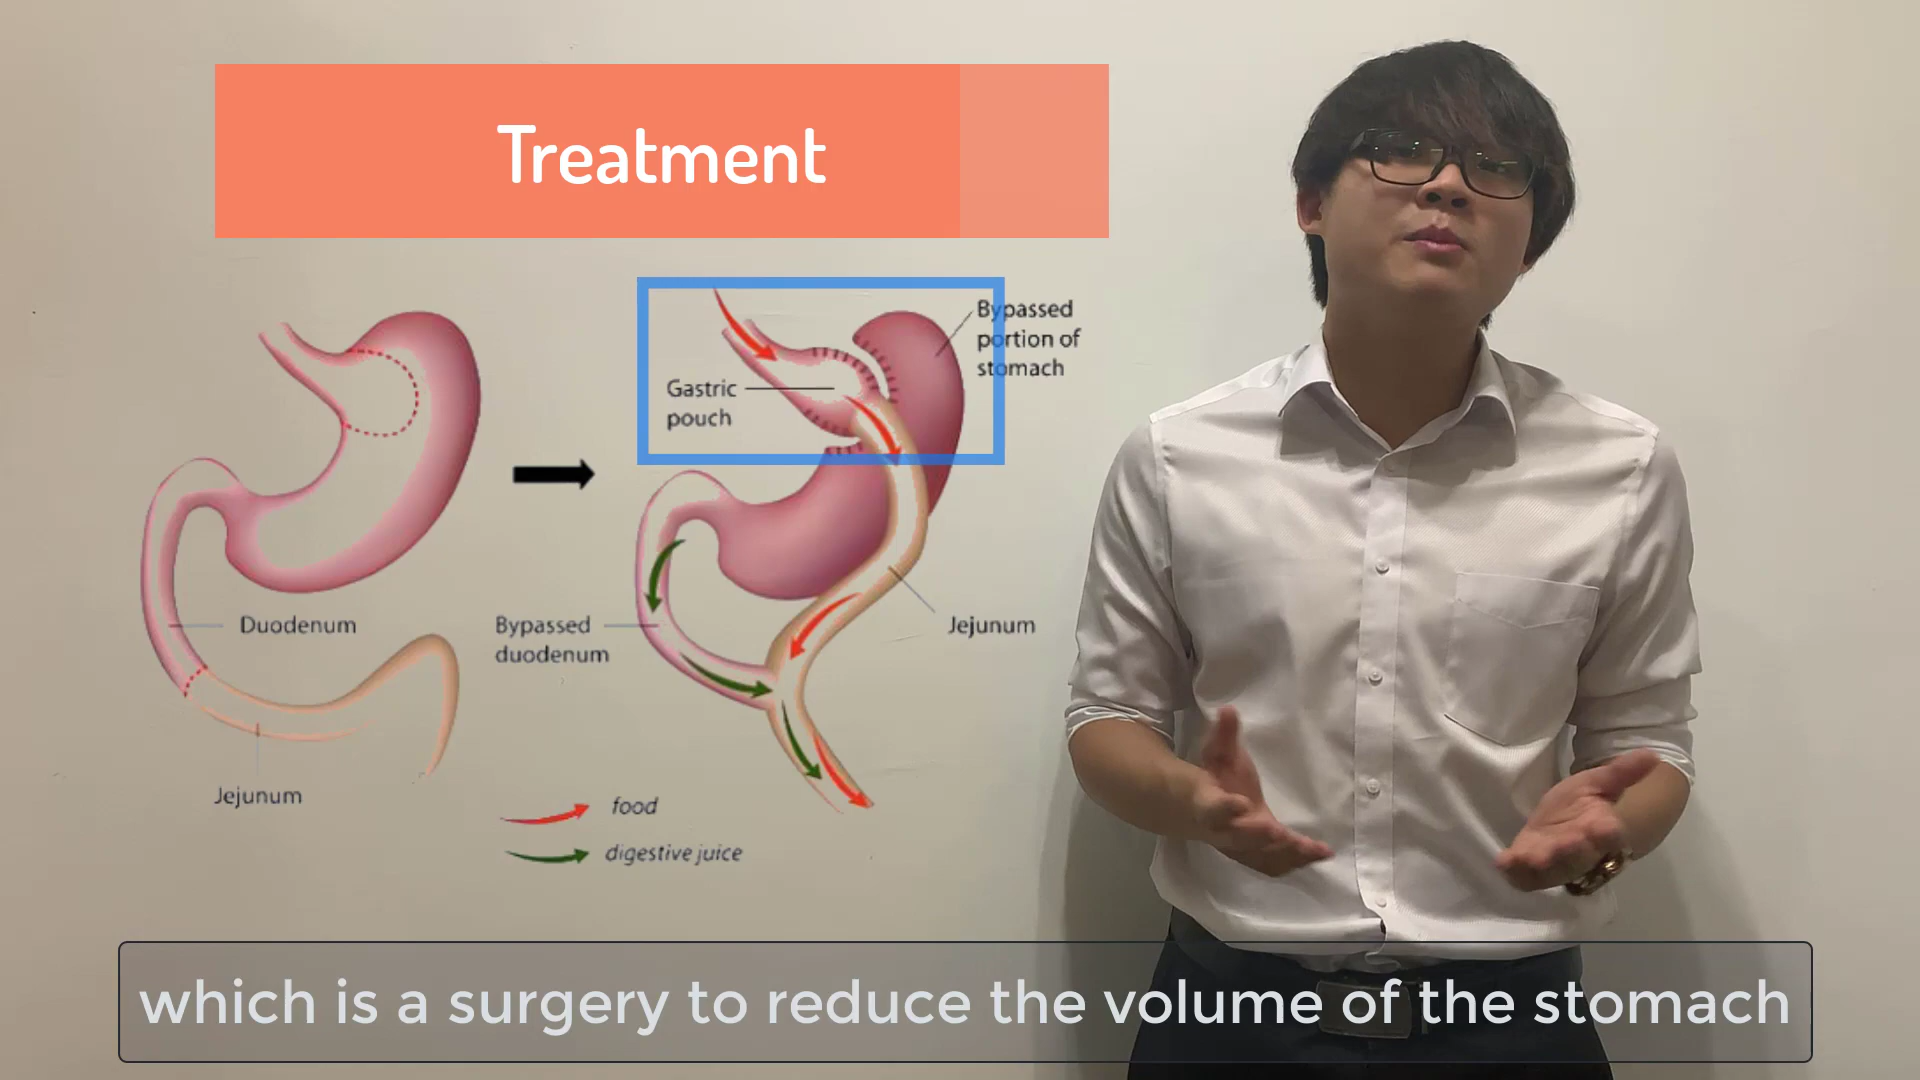 Treatment
Bypassed
portion of
stomach
Gastric
pouch
Duodenum
Bypassed
duodenum
Jejunum
Jejunum
food
digestive juice
which is a surgery to reduce the volume of the stomach